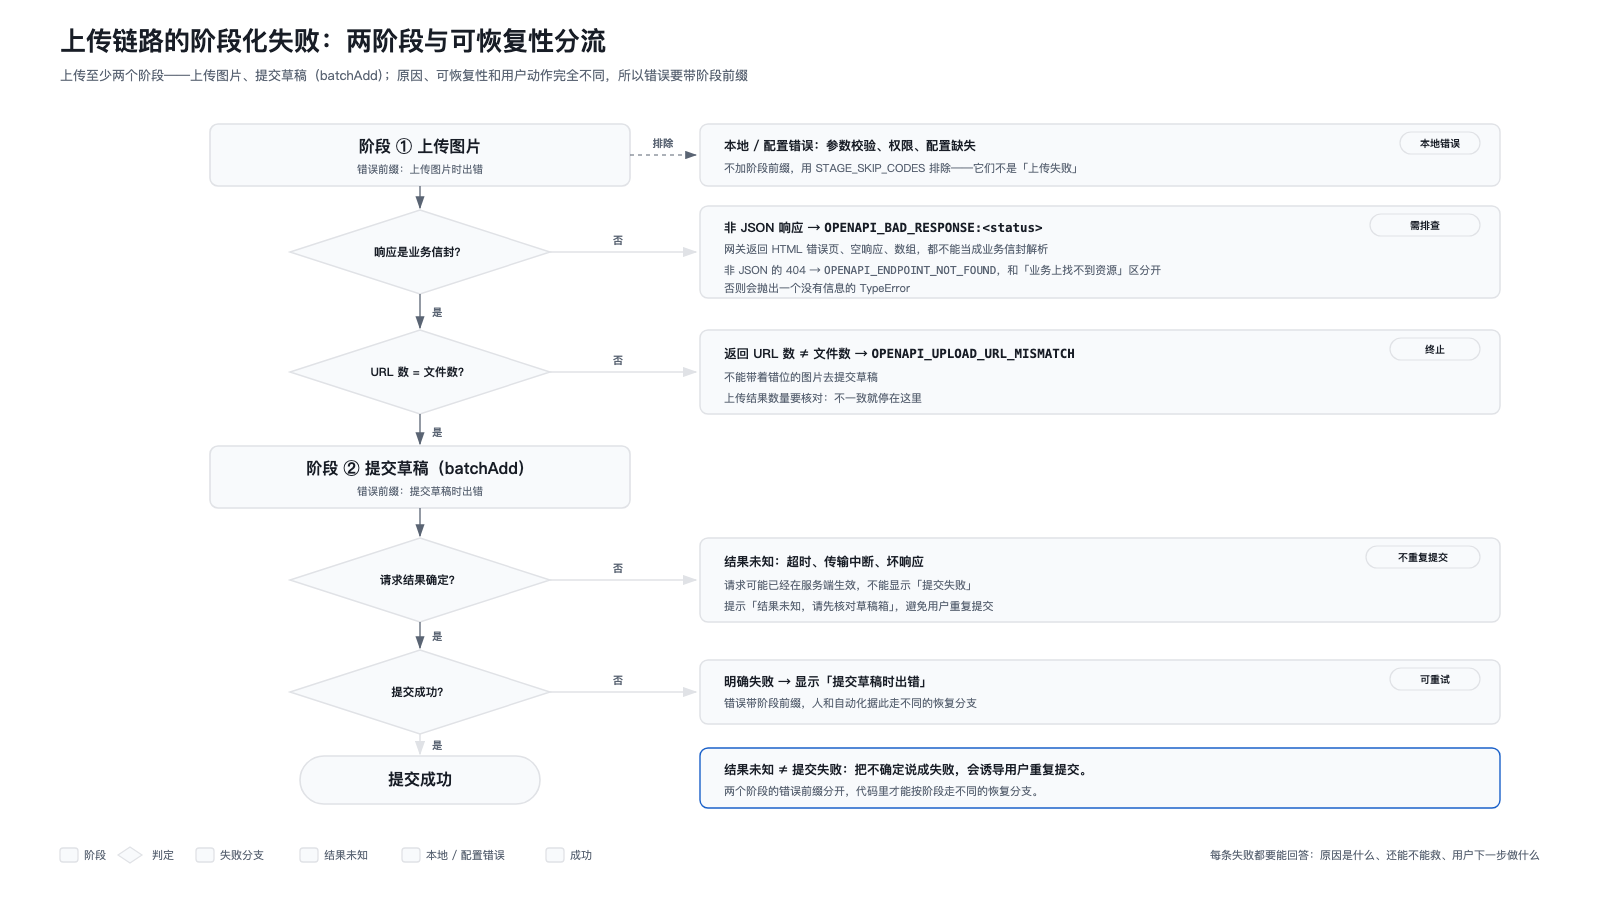 上传链路的阶段化失败：两阶段与可恢复性分流
上传至少两个阶段——上传图片、提交草稿（batchAdd）；原因、可恢复性和用户动作完全不同，所以错误要带阶段前缀
阶段 ① 上传图片
错误前缀：上传图片时出错
排除
本地 / 配置错误：参数校验、权限、配置缺失
本地错误
不加阶段前缀，用 STAGE_SKIP_CODES 排除——它们不是「上传失败」
响应是业务信封?
否
非 JSON 响应 → OPENAPI_BAD_RESPONSE:<status>
需排查
网关返回 HTML 错误页、空响应、数组，都不能当成业务信封解析
非 JSON 的 404 → OPENAPI_ENDPOINT_NOT_FOUND，和「业务上找不到资源」区分开
否则会抛出一个没有信息的 TypeError
是
URL 数 = 文件数?
否
返回 URL 数 ≠ 文件数 → OPENAPI_UPLOAD_URL_MISMATCH
终止
不能带着错位的图片去提交草稿
上传结果数量要核对：不一致就停在这里
是
阶段 ② 提交草稿（batchAdd）
错误前缀：提交草稿时出错
请求结果确定?
否
结果未知：超时、传输中断、坏响应
不重复提交
请求可能已经在服务端生效，不能显示「提交失败」
提示「结果未知，请先核对草稿箱」，避免用户重复提交
是
提交成功?
否
明确失败 → 显示「提交草稿时出错」
可重试
错误带阶段前缀，人和自动化据此走不同的恢复分支
是
提交成功
结果未知 ≠ 提交失败：把不确定说成失败，会诱导用户重复提交。
两个阶段的错误前缀分开，代码里才能按阶段走不同的恢复分支。
阶段
判定
失败分支
结果未知
本地 / 配置错误
成功
每条失败都要能回答：原因是什么、还能不能救、用户下一步做什么